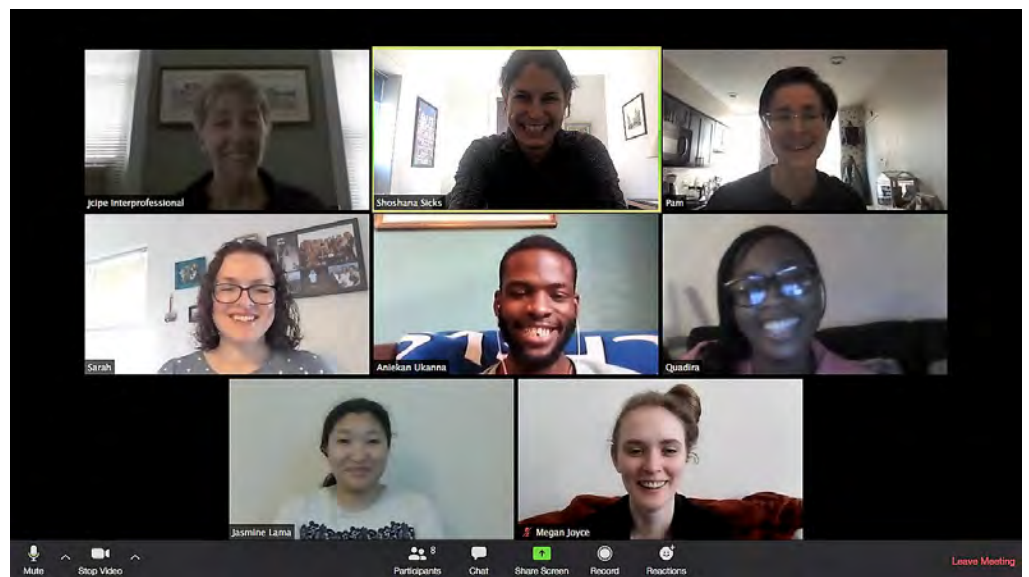 jcipe Interprofessional
Shoshana Sicks
Pam
Sarah
Aniekan Ukanna
Quadira
Jasmine Lama
Megan Joyce
Mute
Stop Video
8
Participants
Chat
Share Screen
Record
Reactions
Leave Meeting